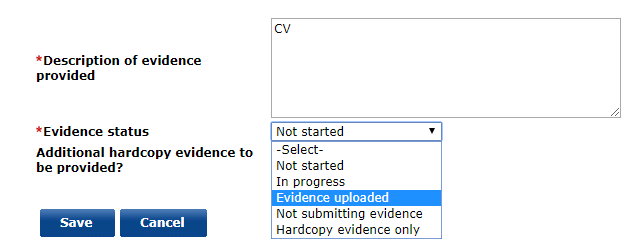 CV
*Description of evidence
provided
*Evidence status
Not started
-Select-
Not started
In progress
Evidence uploaded
Not submitting evidence
Hardcopy evidence only
Additional hardcopy evidence to
be provided?
Save
Cancel